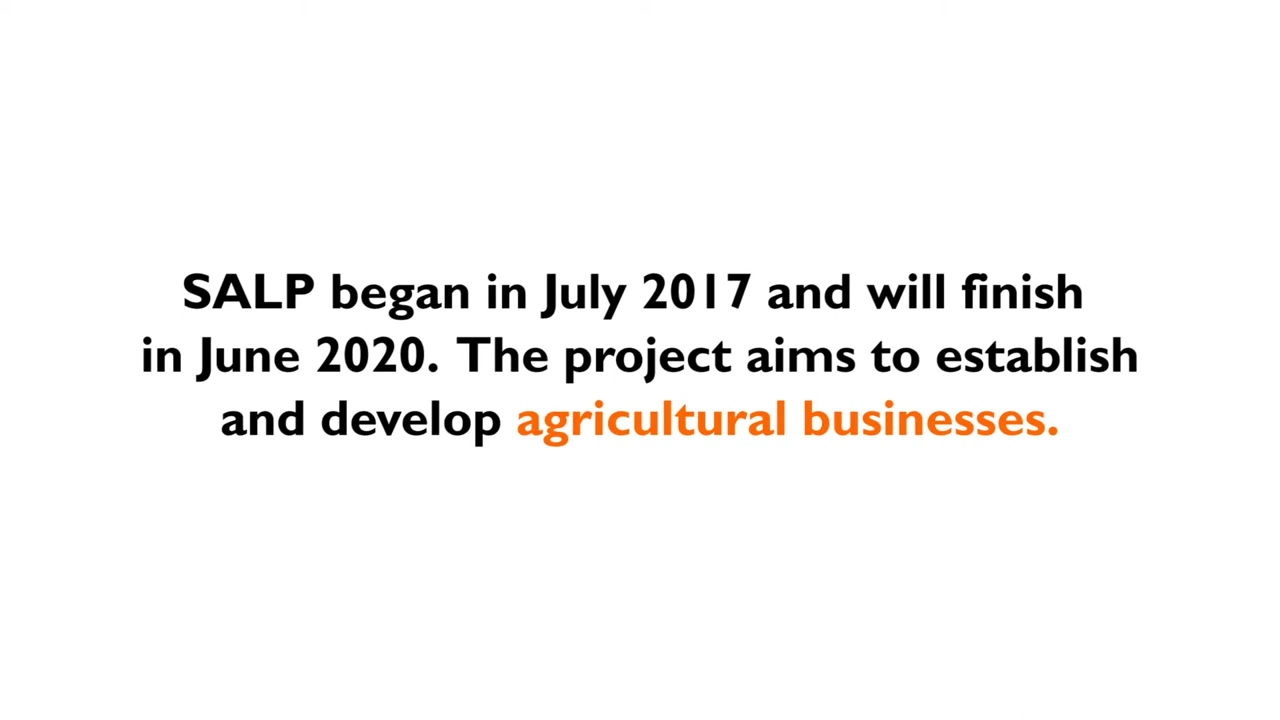 SALP began in July 2017 and will finish
in June 2020. The project aims to establish
and develop agricultural businesses.